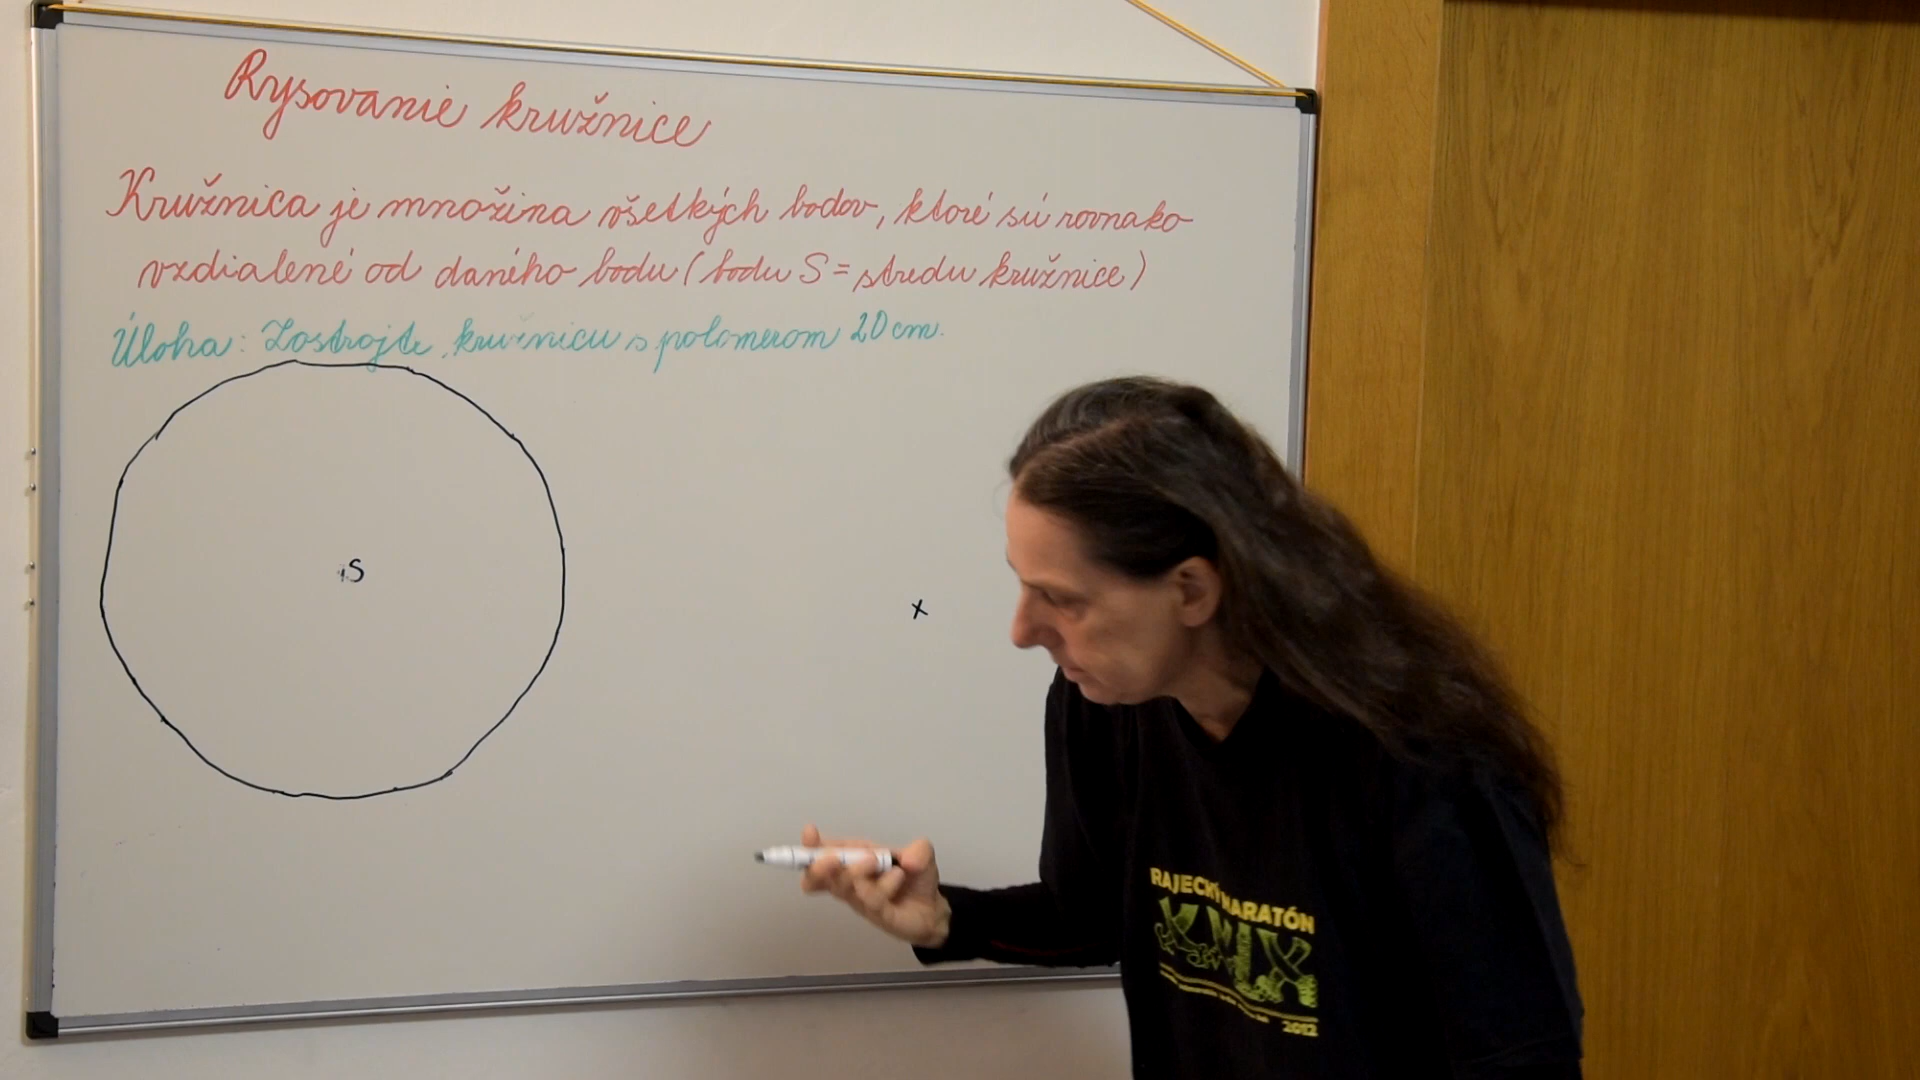 Rysovanie kružnice
Kružnica je množina všetkých bodov, ktoré sú rovnako
vzdialené od daného bodu (bodu S = stredu kružnice)
Úloha: Zostrojte kružnicu s polomerom 20 cm.
S
x
RAJECKÝ MARATÓN
XXIX
2012